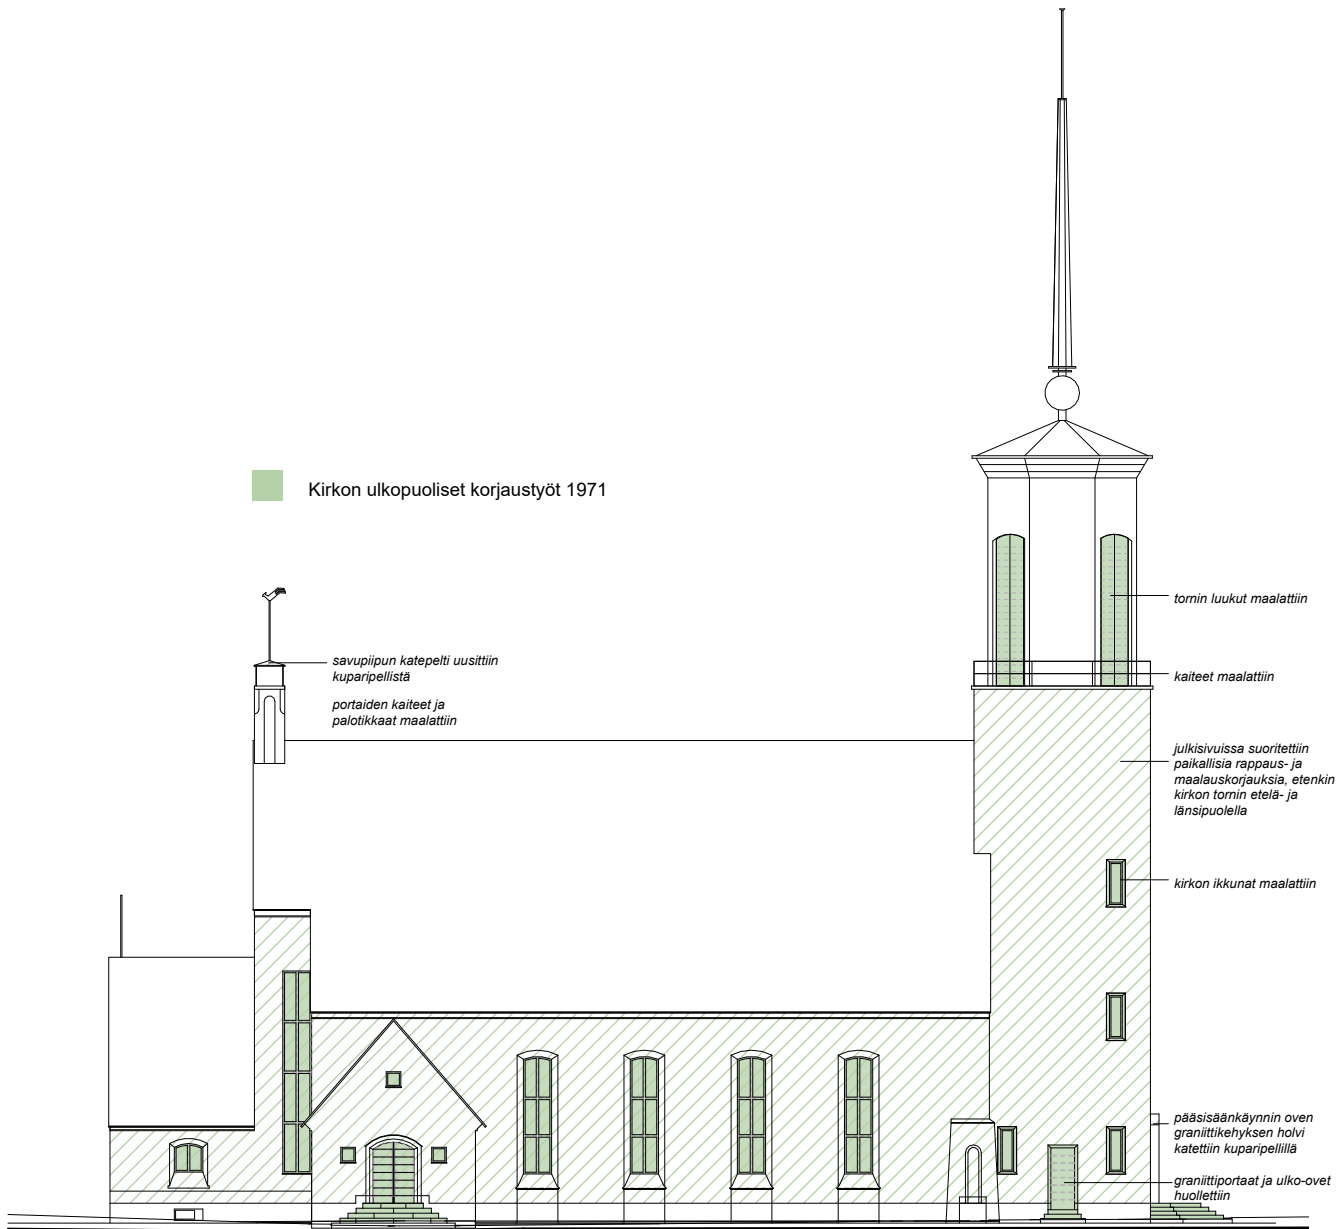 Kirkon ulkopuoliset korjaustyöt 1971
tornin luukut maalattiin
savupiipun katepelti uusittiin
kuparipellistä
kaiteet maalattiin
portaiden kaiteet ja
palotikkaat maalattiin
julkisivuissa suoritettiin
paikallisia rappaus- ja
maalauskorjauksia, etenkin
kirkon tornin etelä- ja
länsipuolella
kirkon ikkunat maalattiin
pääsisäänkäynnin oven
graniittikehyksen holvi
katettiin kuparipellillä
graniittiportaat ja ulko-ovet
huollettiin